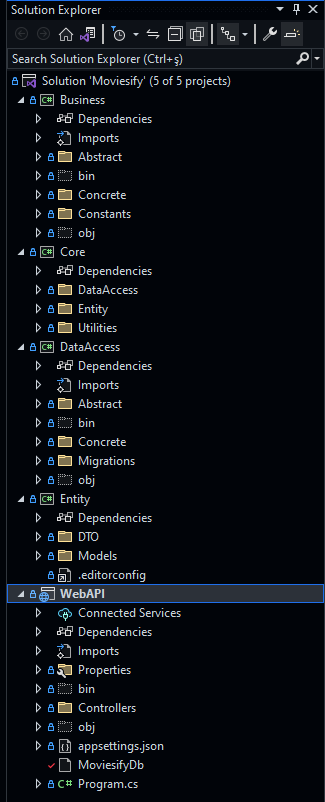 Solution Explorer
Search Solution Explorer (Ctrl+ş)
Solution 'Moviesify' (5 of 5 projects)
C# Business
Dependencies
Imports
Abstract
bin
Concrete
Constants
obj
C# Core
Dependencies
DataAccess
Entity
Utilities
C# DataAccess
Dependencies
Imports
Abstract
bin
Concrete
Migrations
obj
C# Entity
Dependencies
DTO
Models
.editorconfig
WebAPI
Connected Services
Dependencies
Imports
Properties
bin
Controllers
obj
appsettings.json
MoviesifyDb
C# Program.cs